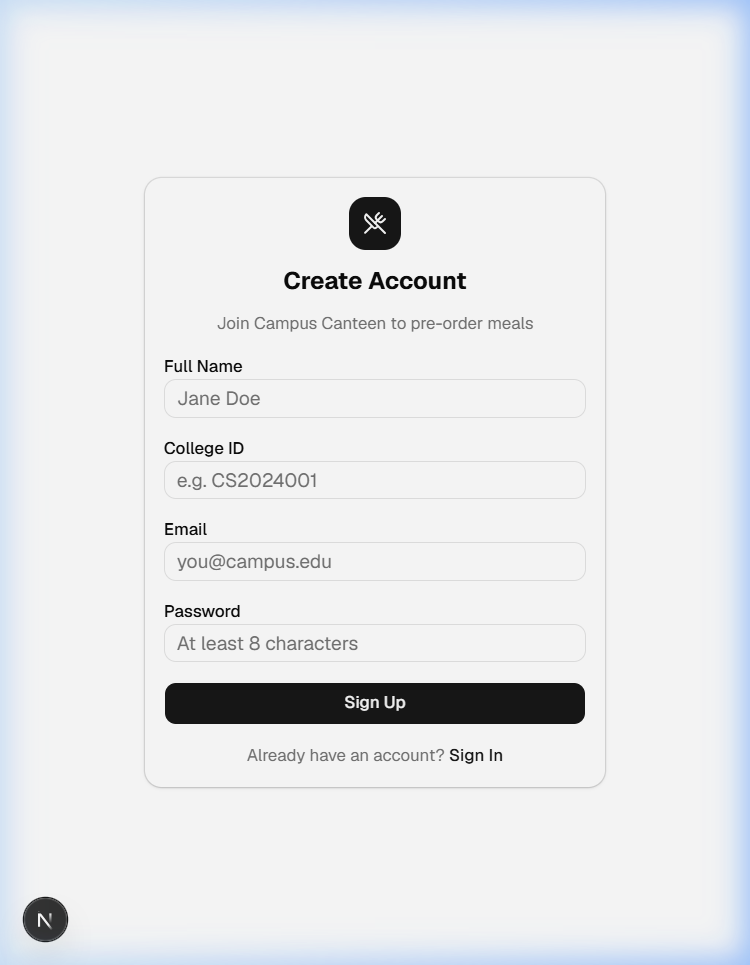 Create Account
Join Campus Canteen to pre-order meals
Full Name
Jane Doe
College ID
e.g. CS2024001
Email
you@campus.edu
Password
At least 8 characters
Sign Up
Already have an account? Sign In
N